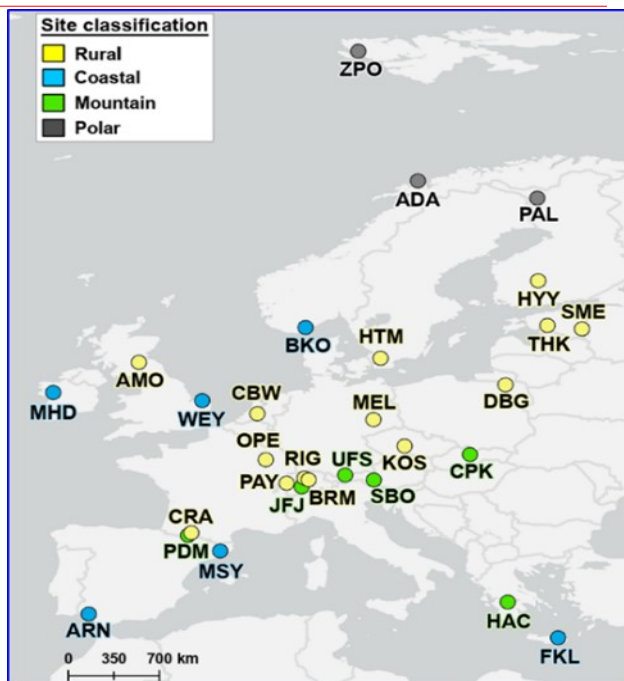 Site classification
Rural
Coastal
Mountain
Polar
ZPO
ADA
PAL
HYY
SME
THK
BKO
HTM
AMO
MHD
WEY
CBW
MEL
DBG
OPE
RIG
UFS
KOS
CPK
PAY
BRM
SBO
JFJ
CRA
PDM
MSY
ARN
HAC
FKL
0 350 700 km